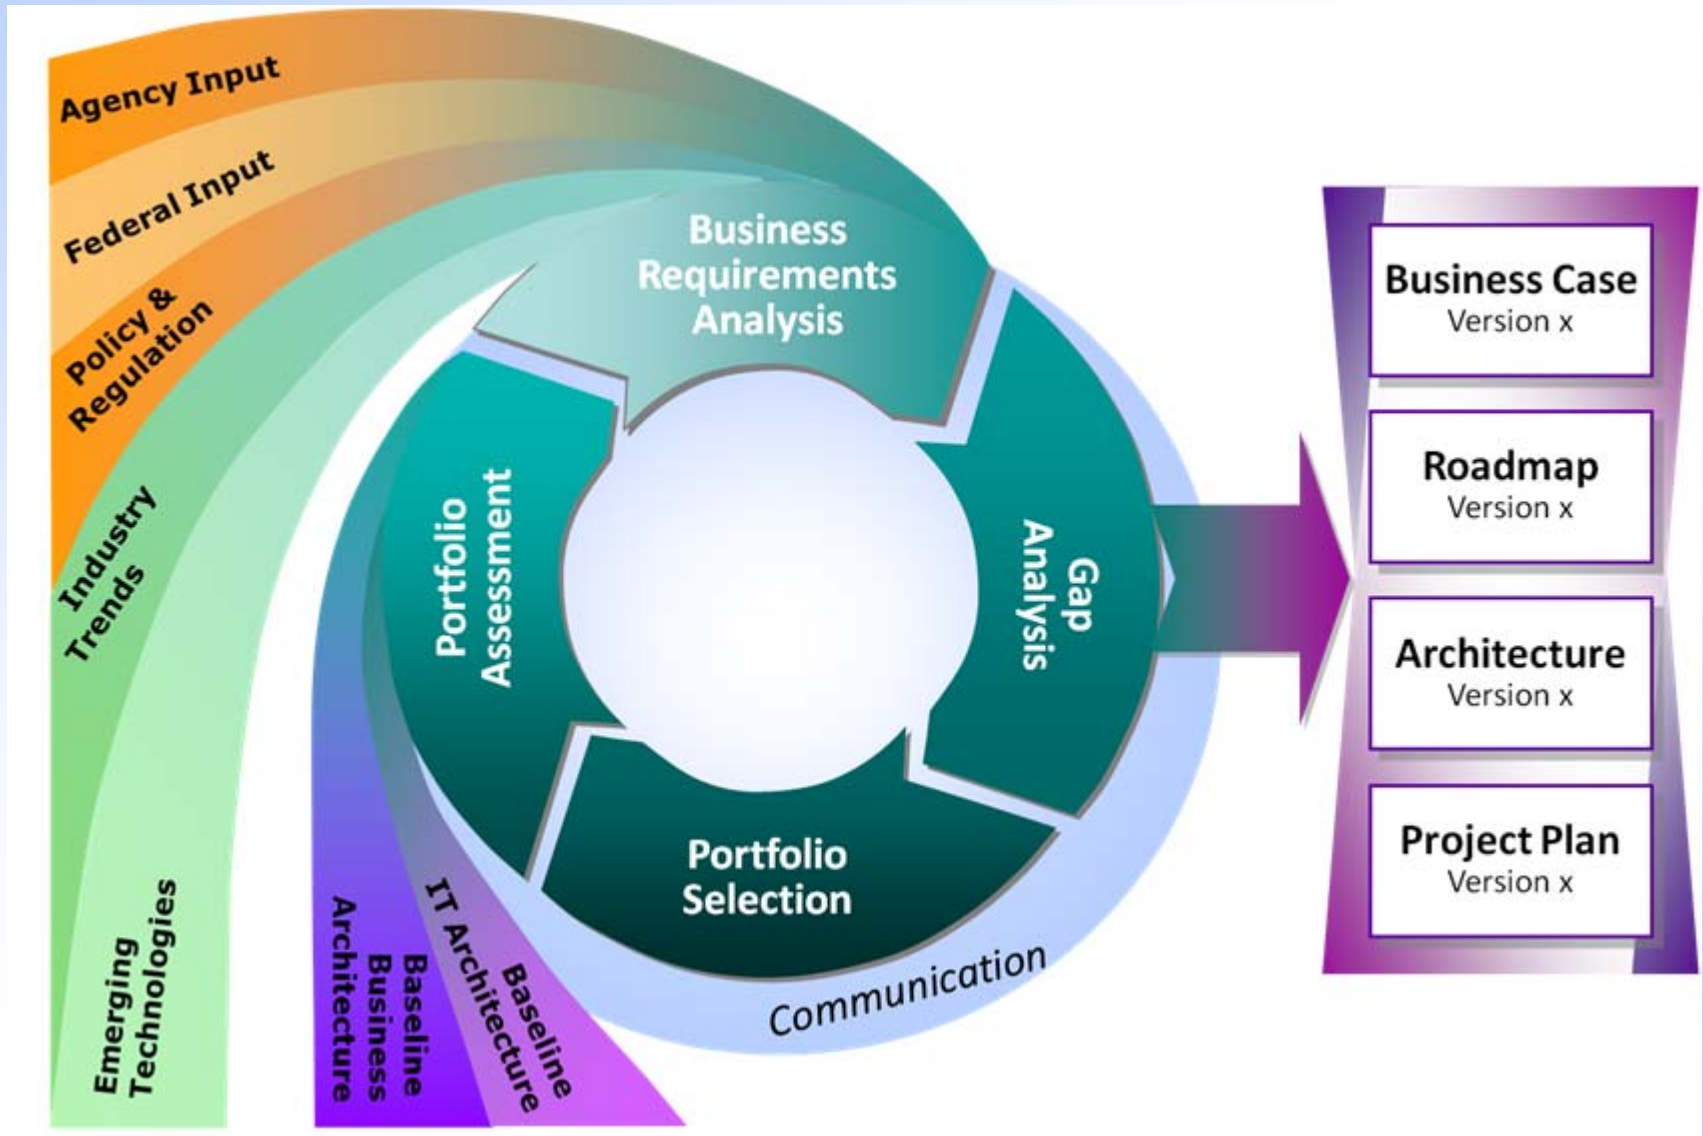 Agency Input
Federal Input
Policy &
Regulation
Industry
Trends
Emerging
Technologies
Baseline
Business
Architecture
Baseline
IT Architecture
Business
Requirements
Analysis
Gap
Analysis
Portfolio
Selection
Portfolio
Assessment
Communication
Business Case
Version x
Roadmap
Version x
Architecture
Version x
Project Plan
Version x